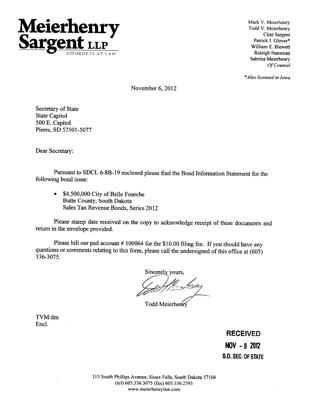 Meierhenry
Sargent LLP
ATTORNEYS AT LAW
Mark V. Meierhenry
Todd V. Meierhenry
Clint Sargent
Patrick J. Glover*
William E. Blewett
Raleigh Hansman
Sabrina Meierhenry
Of Counsel
*Also licensed in Iowa
November 6, 2012
Secretary of State
State Capitol
500 E. Capitol
Pierre, SD 57501-5077
Dear Secretary:
Pursuant to SDCL 6-8B-19 enclosed please find the Bond Information Statement for the
following bond issue:
• $4,500,000 City of Belle Fourche
Butte County, South Dakota
Sales Tax Revenue Bonds, Series 2012
Please stamp date received on the copy to acknowledge receipt of these documents and
return in the envelope provided.
Please bill our pad account # 100064 for the $10.00 filing fee. If you should have any
questions or comments relating to this form, please call the undersigned of this office at (605)
336-3075.
Sincerely yours,
Todd Meierhenry
TVM:dm
Encl.
RECEIVED
NOV - 8 2012
S.D. SEC. OF STATE
315 South Phillips Avenue, Sioux Falls, South Dakota 57104
(tel) 605.336.3075 (fax) 605.336.2593
www.meierhenrylaw.com